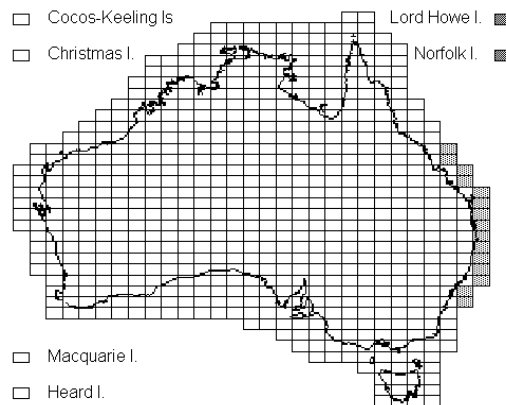 Cocos-Keeling Is
Lord Howe I.
Christmas I.
Norfolk I.
Macquarie I.
Heard I.